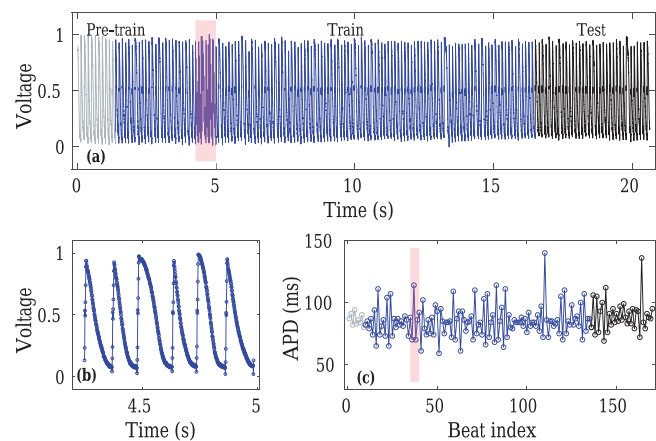 Pre-train Train Test
1
0.5
0
Voltage
(a)
0 5 10 15 20
Time (s)
1
0.5
0
Voltage
(b)
4.5 5
Time (s)
150
100
50
APD (ms)
(c)
0 50 100 150
Beat index